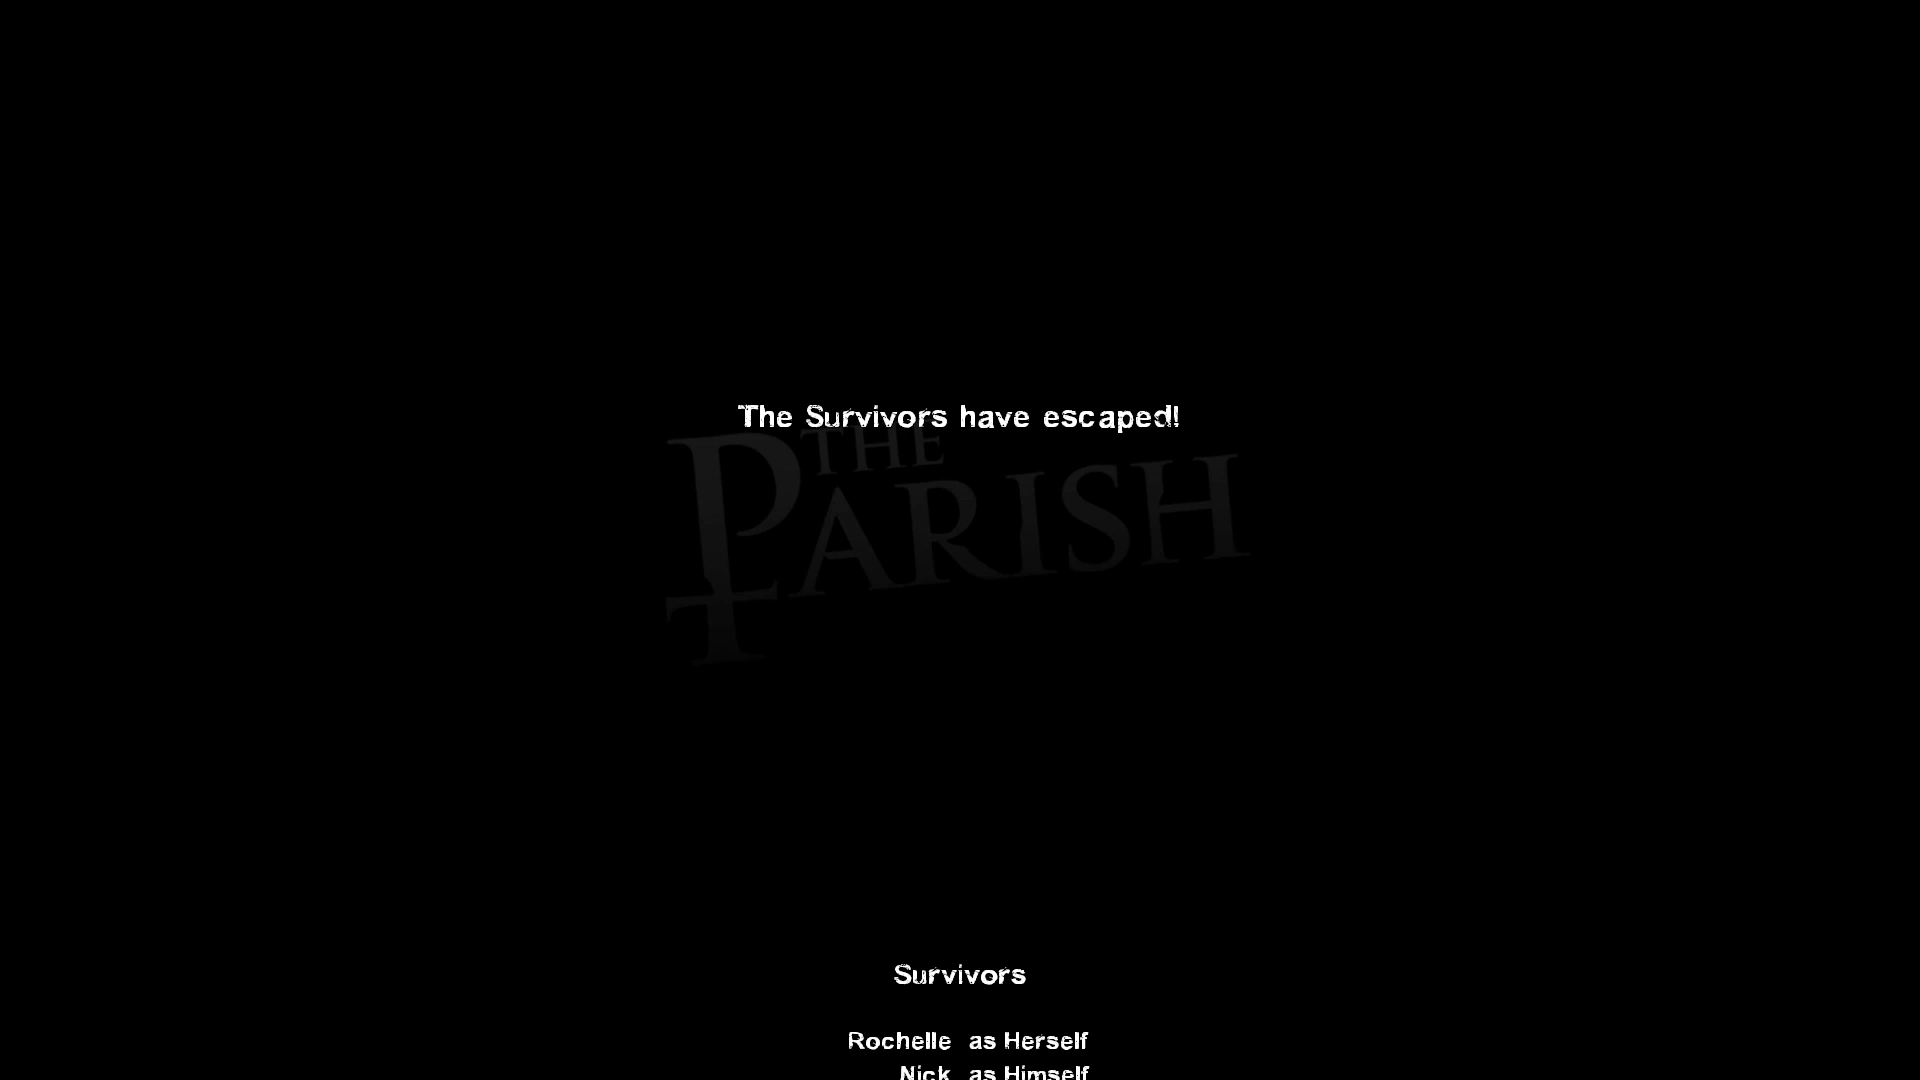 The Survivors have escaped!
THE
PARISH
Survivors
Rochelle as Herself
Nick as Himself